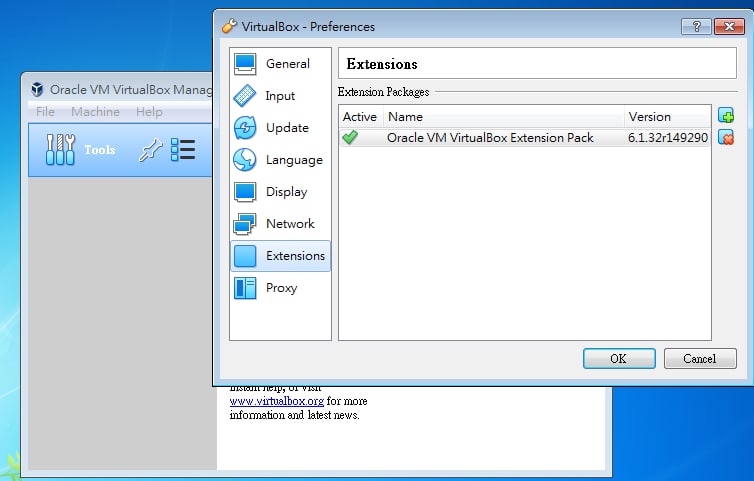 VirtualBox - Preferences
General
Input
Update
Language
Display
Network
Extensions
Proxy
Extensions
Extension Packages
Active Name Version
Oracle VM VirtualBox Extension Pack 6.1.32r149290
OK Cancel
Oracle VM VirtualBox Manag
File Machine Help
Tools
instant help, or visit
www.virtualbox.org for more
information and latest news.